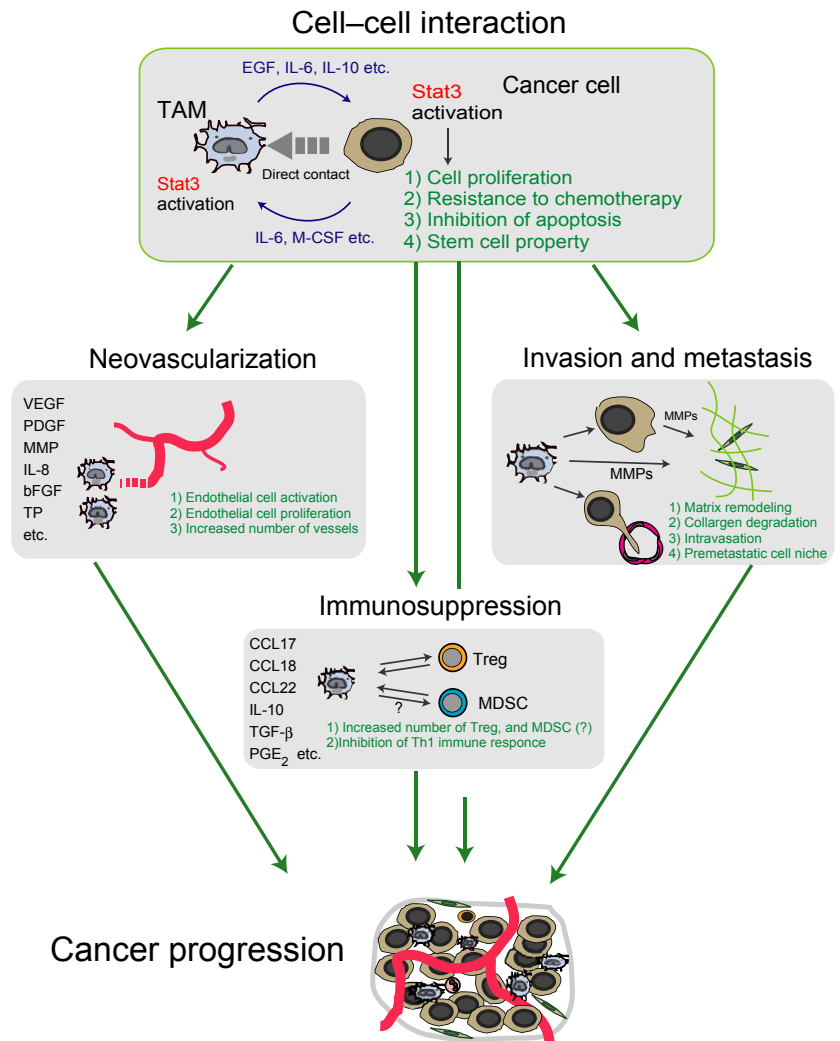 Cell–cell interaction
EGF, IL-6, IL-10 etc.
TAM
Stat3
activation
Cancer cell
Direct contact
Stat3
activation
IL-6, M-CSF etc.
1) Cell proliferation
2) Resistance to chemotherapy
3) Inhibition of apoptosis
4) Stem cell property
Neovascularization
VEGF
PDGF
MMP
IL-8
bFGF
TP
etc.
1) Endothelial cell activation
2) Endothelial cell proliferation
3) Increased number of vessels
Invasion and metastasis
MMPs
MMPs
1) Matrix remodeling
2) Collargen degradation
3) Intravasation
4) Premetastatic cell niche
Immunosuppression
CCL17
CCL18
CCL22
IL-10
TGF-β
PGE2 etc.
Treg
MDSC
?
1) Increased number of Treg, and MDSC (?)
2)Inhibition of Th1 immune responce
Cancer progression